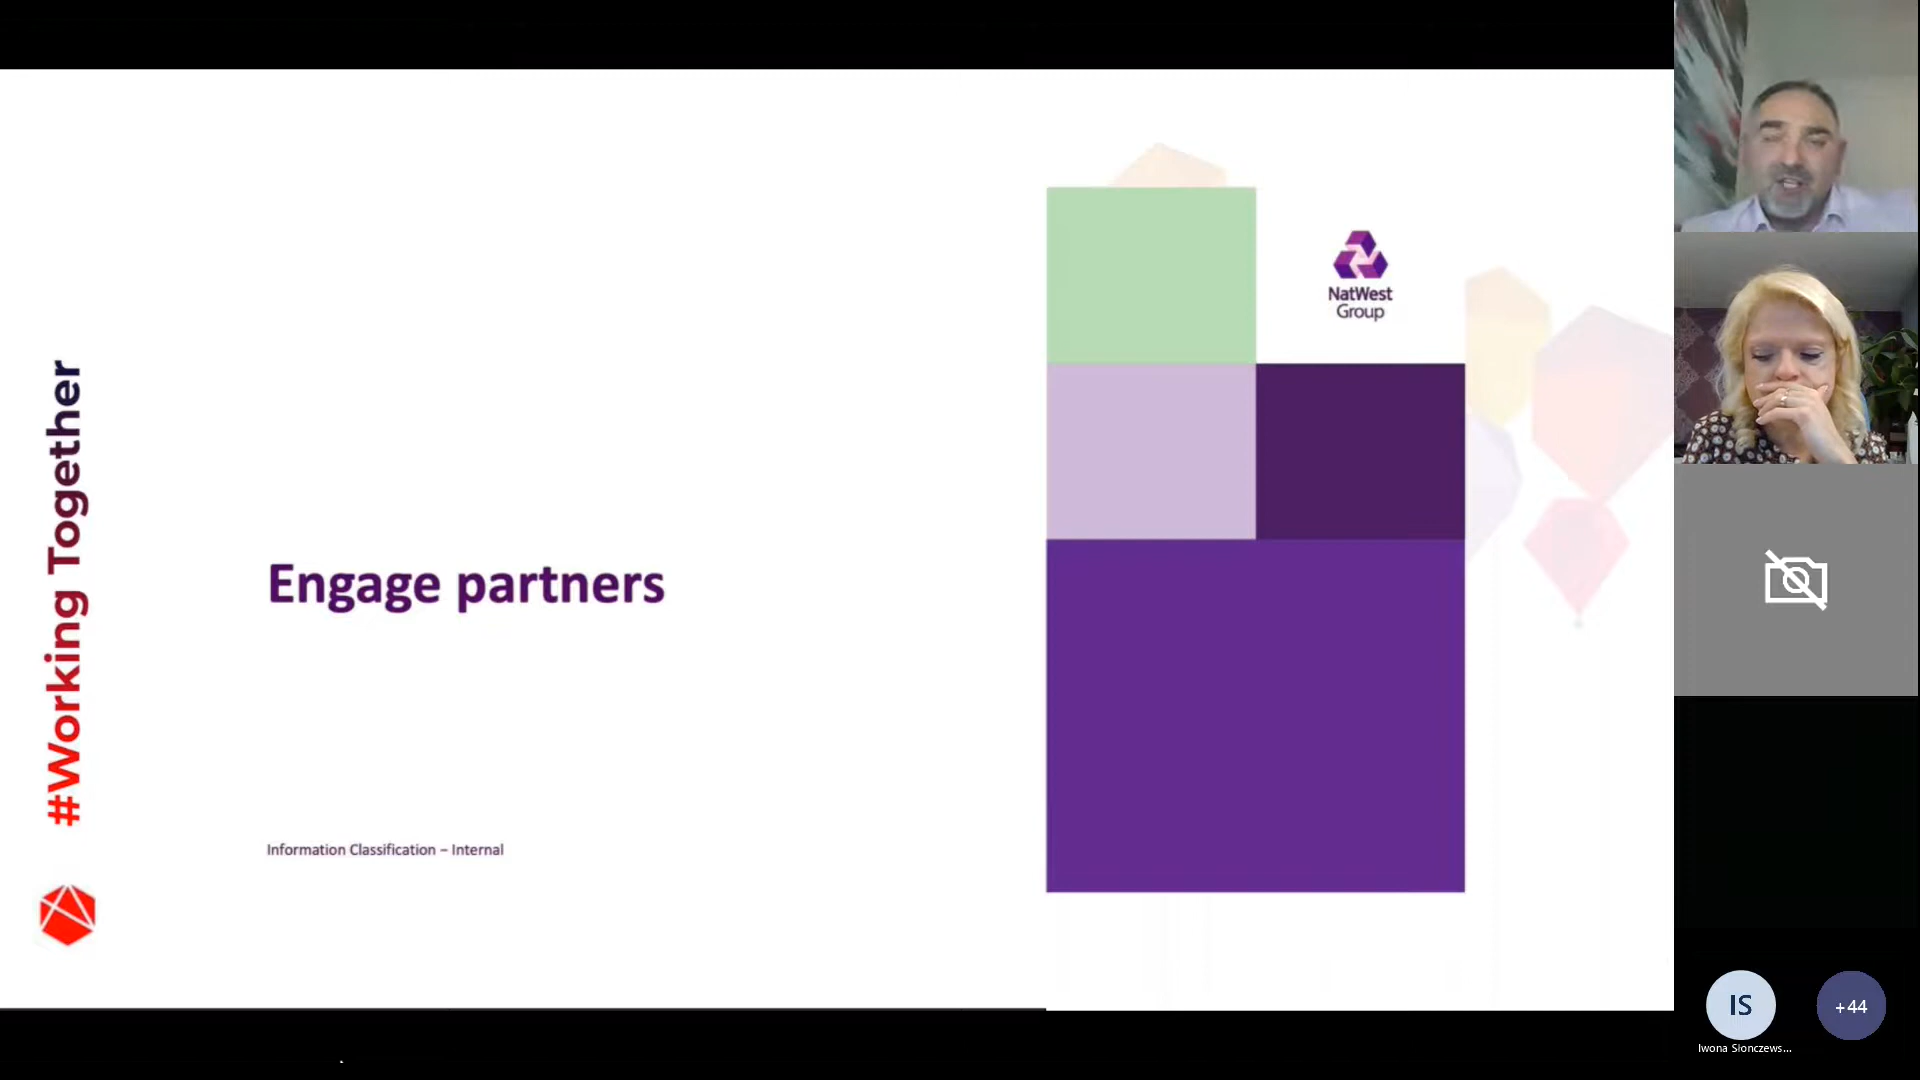 #Working Together
Engage partners
Information Classification – Internal
NatWest
Group
IS
+44
Iwona Sionczews...